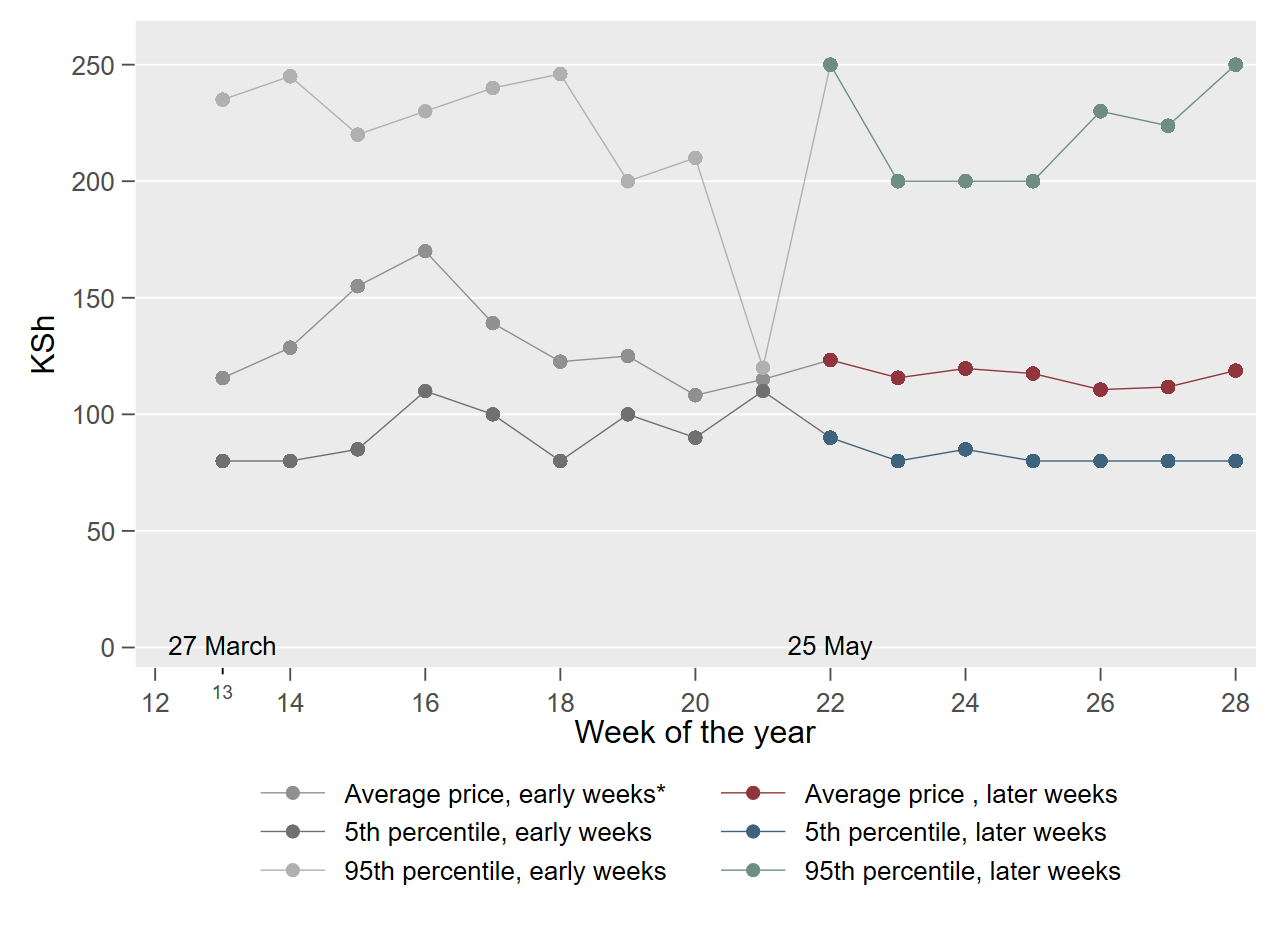 250
200
150
100
50
0
KSh
27 March
25 May
12 13 14 16 18 20 22 24 26 28
Week of the year
Average price, early weeks* Average price , later weeks
5th percentile, early weeks 5th percentile, later weeks
95th percentile, early weeks 95th percentile, later weeks